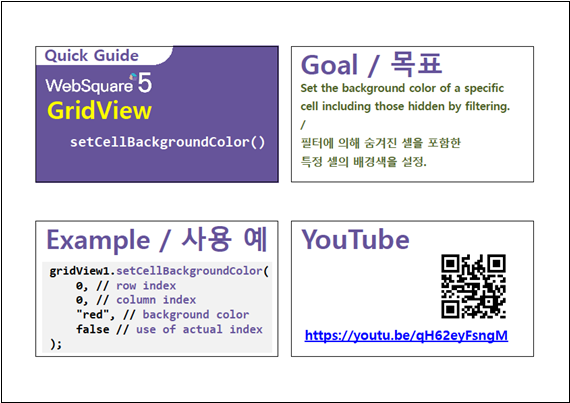 Quick Guide
WebSquare 5
GridView
setCellBackgroundColor()
Goal / 목표
Set the background color of a specific
cell including those hidden by filtering.
/
필터에 의해 숨겨진 셀을 포함한
특정 셀의 배경색을 설정.
Example / 사용 예
gridView1.setCellBackgroundColor(
0, // row index
0, // column index
"red", // background color
false // use of actual index
);
YouTube
https://youtu.be/qH62eyFsngM